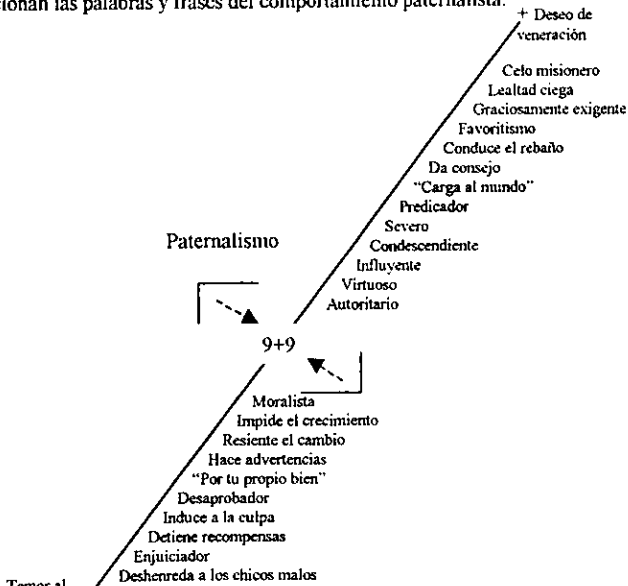 cionan las palabras y frases del comportamiento paternalista.
+ Deseo de
veneración
Celo misionero
Lealtad ciega
Graciosamente exigente
Favoritismo
Conduce el rebaño
Da consejo
“Carga al mundo”
Predicador
Severo
Condescendiente
Influyente
Virtuoso
Autoritario
Paternalismo
9+9
Moralista
Impide el crecimiento
Resiente el cambio
Hace advertencias
“Por tu propio bien”
Desaprobador
Induce a la culpa
Detiene recompensas
Enjuiciador
Deshereda a los chicos malos
Temor al